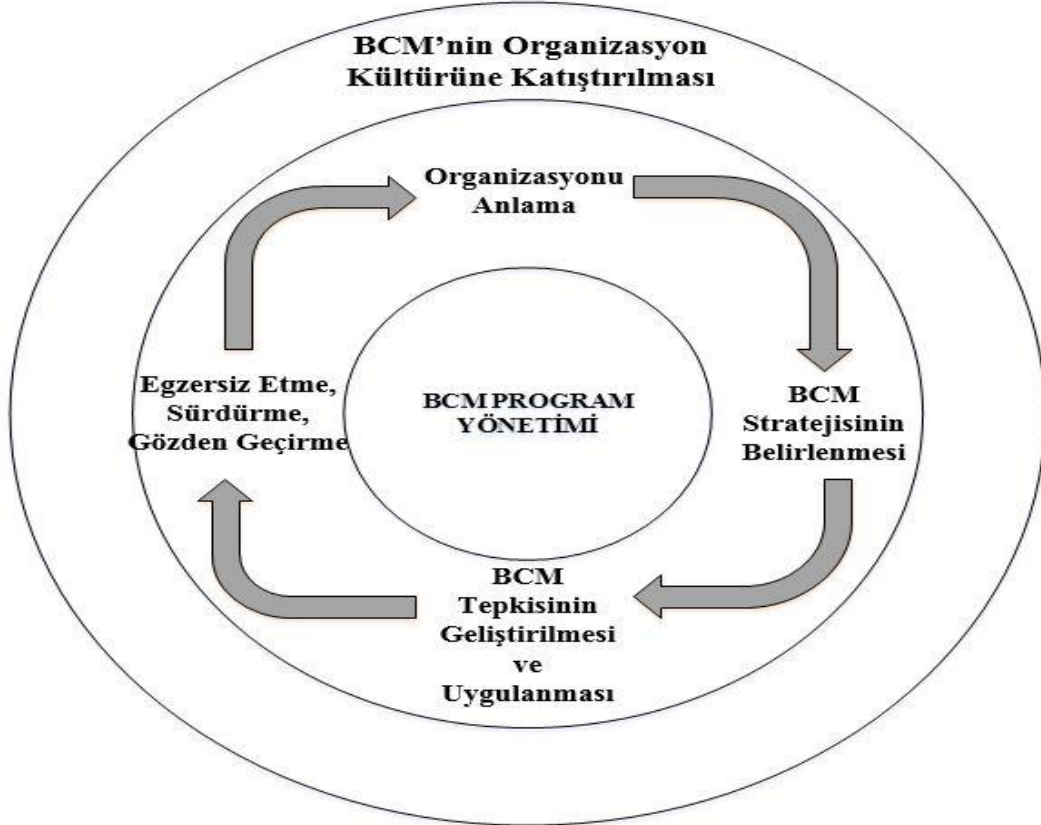 BCM’nin Organizasyon
Kültürüne Katıştırılması
Organizasyonu
Anlama
BCM
Stratejisinin
Belirlenmesi
BCM
Tepkisinin
Geliştirilmesi
ve
Uygulanması
Egzersiz Etme,
Sürdürme,
Gözden Geçirme
BCM PROGRAM
YÖNETİMİ